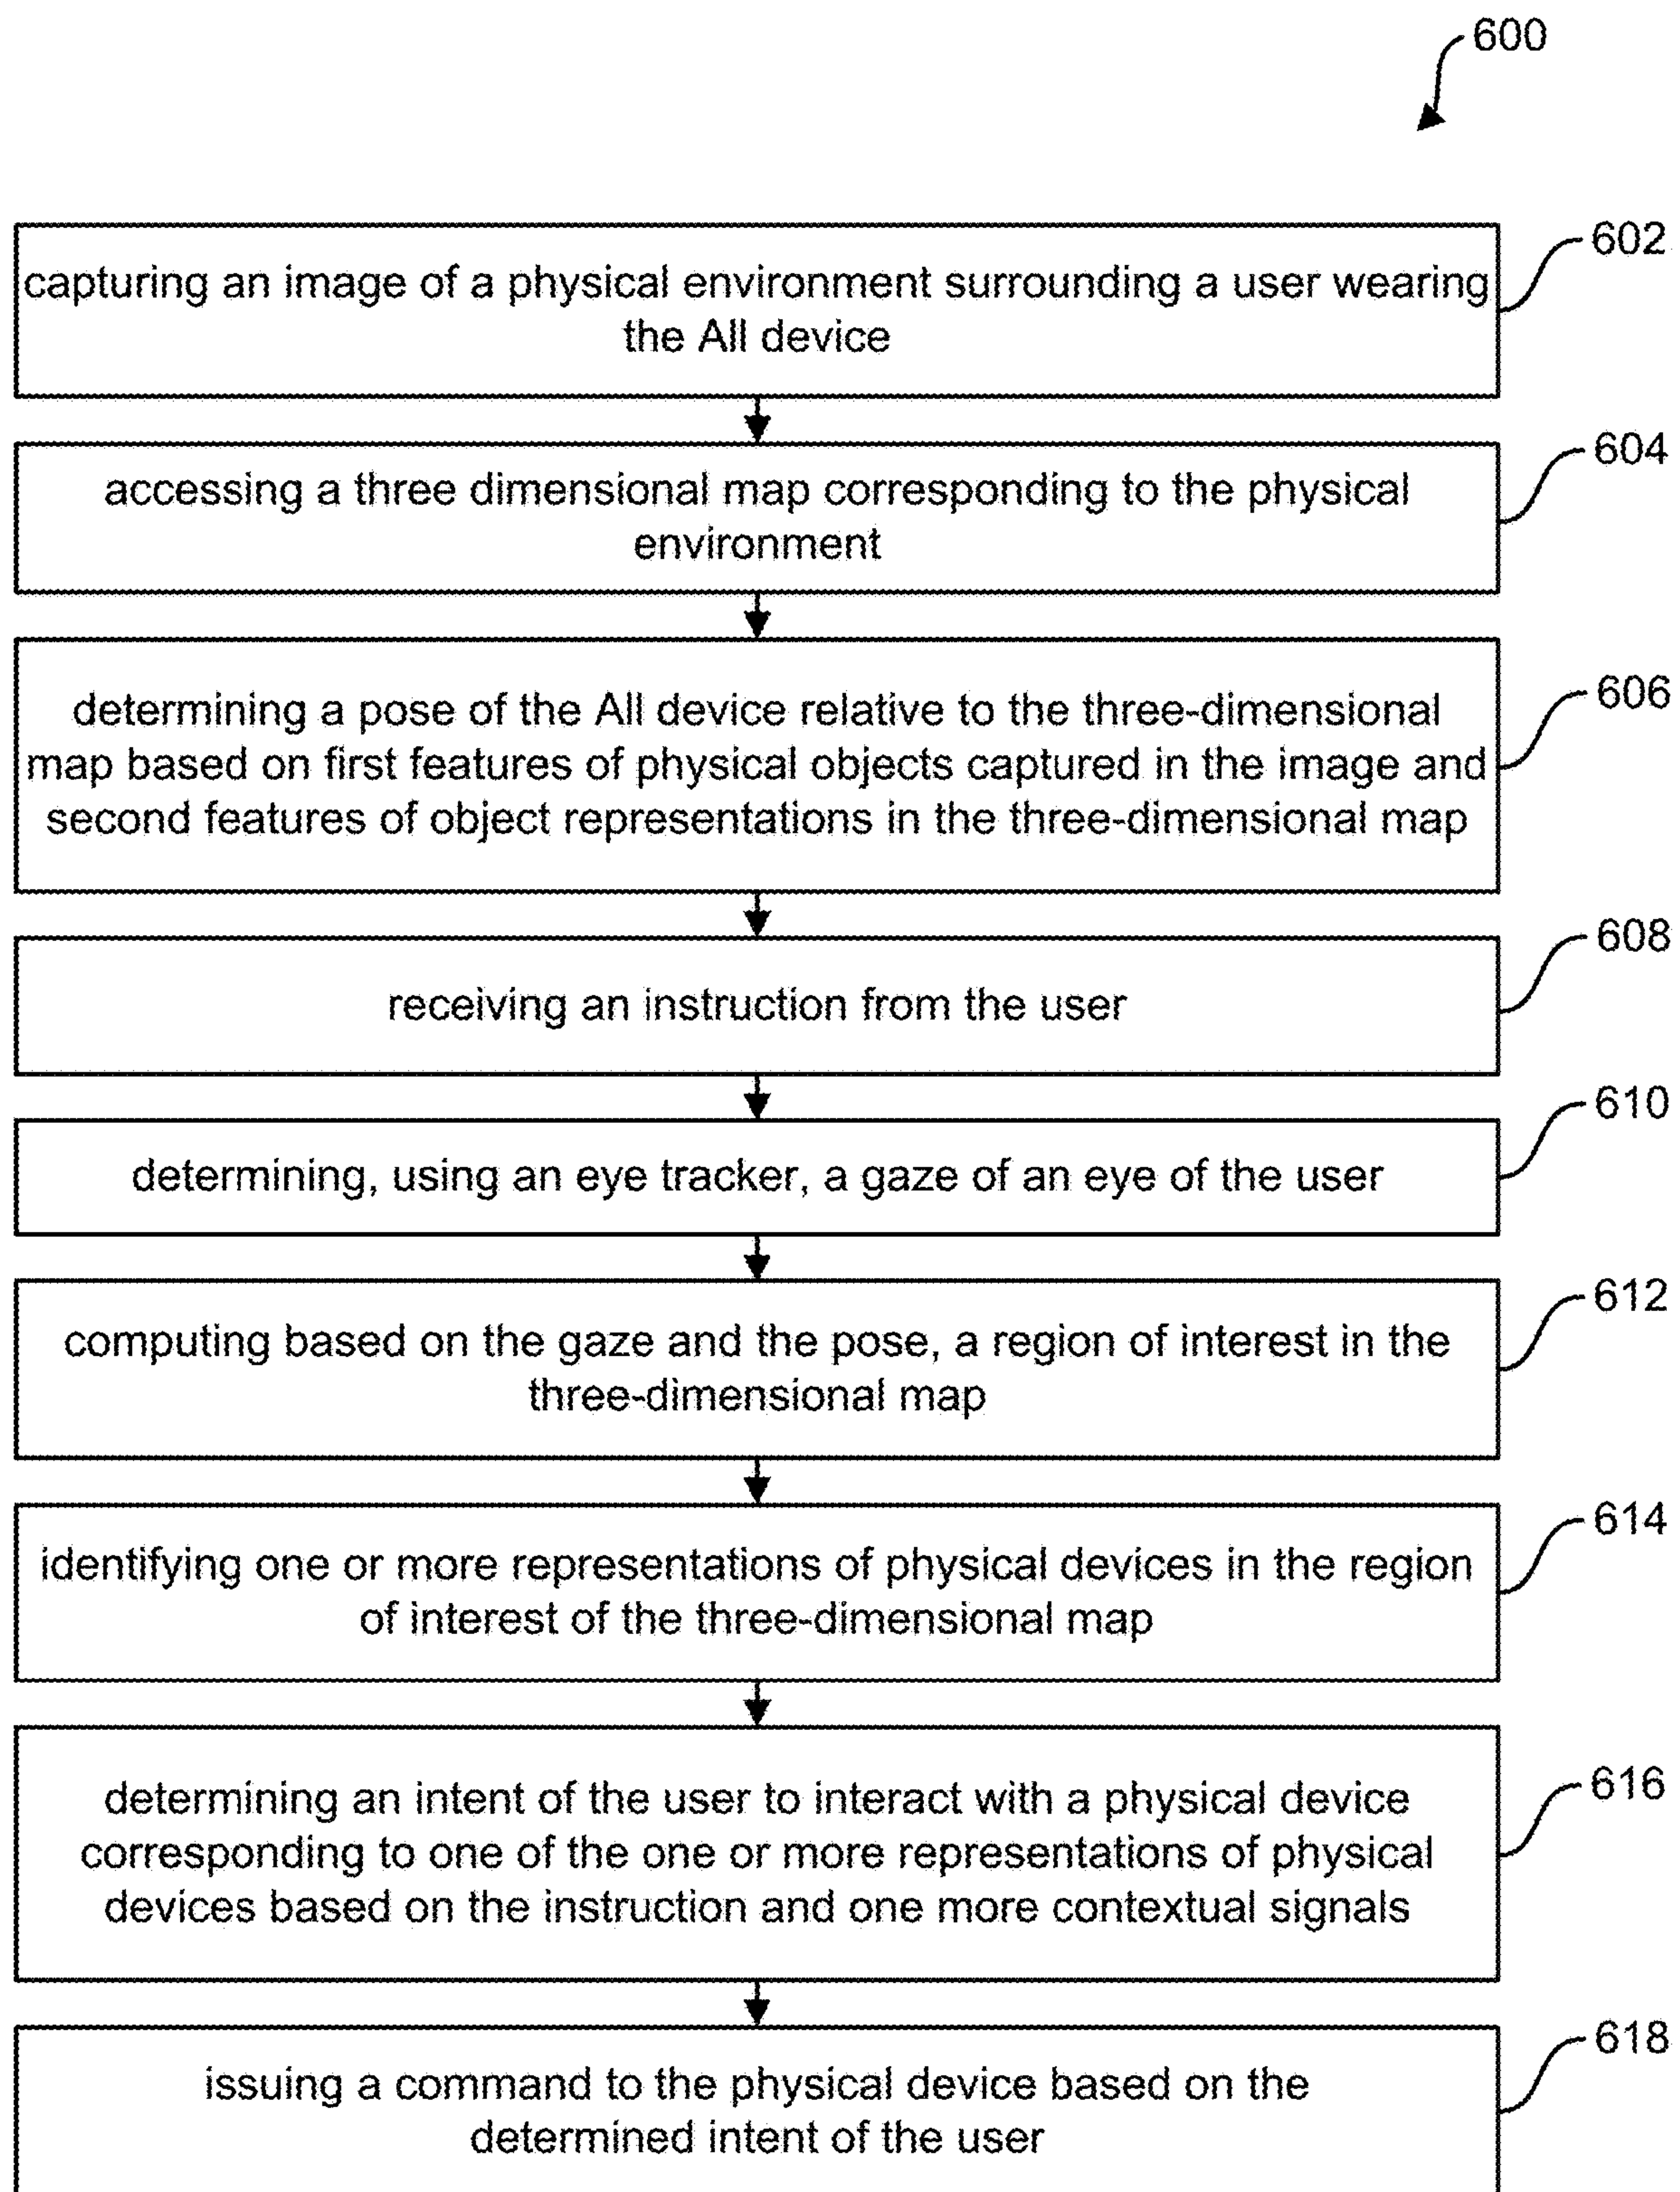 600
602
capturing an image of a physical environment surrounding a user wearing
the All device
604
accessing a three dimensional map corresponding to the physical
environment
606
determining a pose of the All device relative to the three-dimensional
map based on first features of physical objects captured in the image and
second features of object representations in the three-dimensional map
608
receiving an instruction from the user
610
determining, using an eye tracker, a gaze of an eye of the user
612
computing based on the gaze and the pose, a region of interest in the
three-dimensional map
614
identifying one or more representations of physical devices in the region
of interest of the three-dimensional map
616
determining an intent of the user to interact with a physical device
corresponding to one of the one or more representations of physical
devices based on the instruction and one more contextual signals
618
issuing a command to the physical device based on the
determined intent of the user